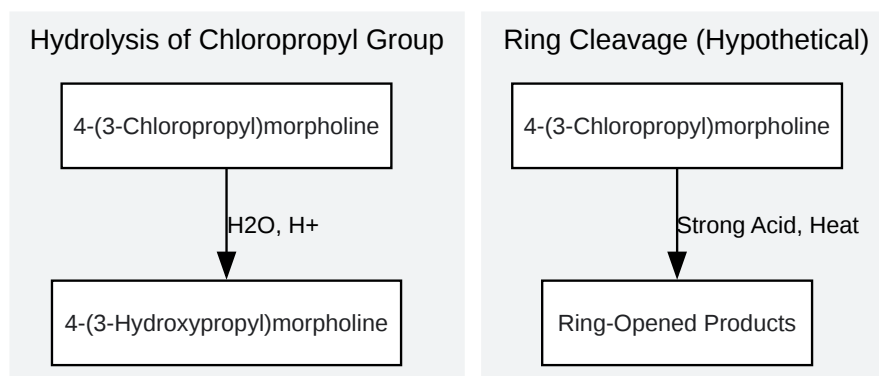 Hydrolysis of Chloropropyl Group
4-(3-Chloropropyl)morpholine
H2O, H+
4-(3-Hydroxypropyl)morpholine
Ring Cleavage (Hypothetical)
4-(3-Chloropropyl)morpholine
Strong Acid, Heat
Ring-Opened Products